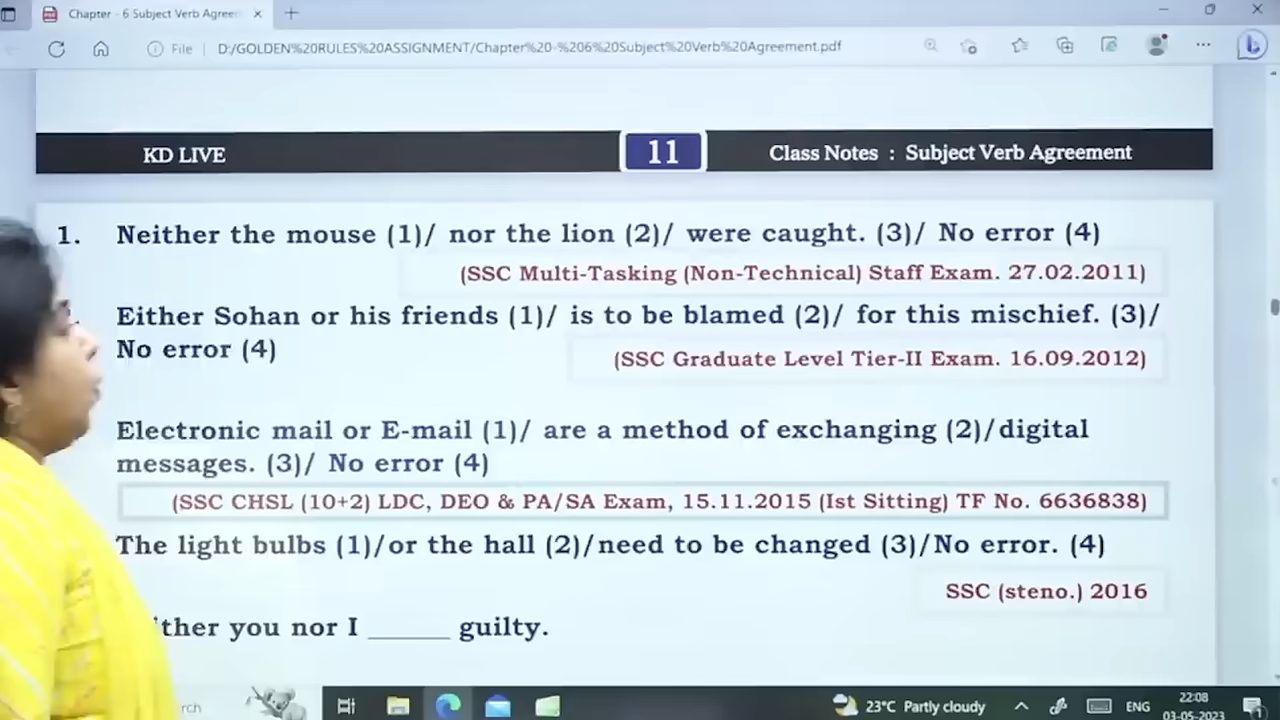 Chapter - 6 Subject Verb Agree
File | D:/GOLDEN%20RULES%20ASSIGNMENT/Chapter%20-%206%20Subject%20Verb%20Agreement.pdf
KD LIVE 11 Class Notes : Subject Verb Agreement
1. Neither the mouse (1)/ nor the lion (2)/ were caught. (3)/ No error (4)
(SSC Multi-Tasking (Non-Technical) Staff Exam. 27.02.2011)
Either Sohan or his friends (1)/ is to be blamed (2)/ for this mischief. (3)/
No error (4) (SSC Graduate Level Tier-II Exam. 16.09.2012)
Electronic mail or E-mail (1)/ are a method of exchanging (2)/digital
messages. (3)/ No error (4)
(SSC CHSL (10+2) LDC, DEO & PA/SA Exam, 15.11.2015 (Ist Sitting) TF No. 6636838)
The light bulbs (1)/or the hall (2)/need to be changed (3)/No error. (4)
SSC (steno.) 2016
ther you nor I ______ guilty.
rch 23°C Partly cloudy ENG 22:08
03-05-2023